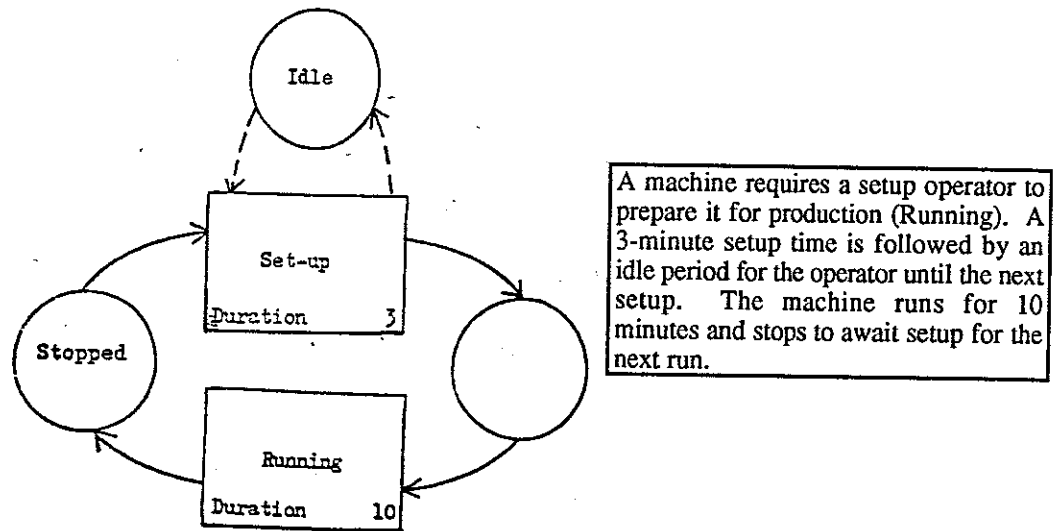 Idle
Set-up
Duration 3
Stopped
Running
Duration 10
A machine requires a setup operator to
prepare it for production (Running). A
3-minute setup time is followed by an
idle period for the operator until the next
setup. The machine runs for 10
minutes and stops to await setup for the
next run.